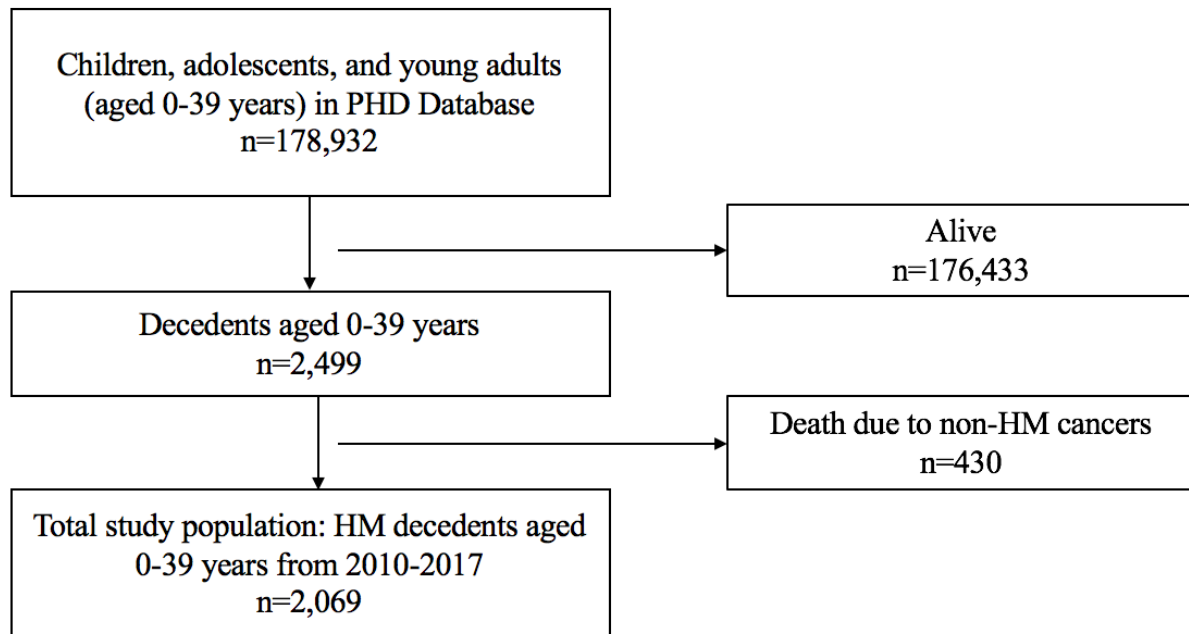 Children, adolescents, and young adults
(aged 0-39 years) in PHD Database
n=178,932
Alive
n=176,433
Decedents aged 0-39 years
n=2,499
Death due to non-HM cancers
n=430
Total study population: HM decedents aged
0-39 years from 2010-2017
n=2,069